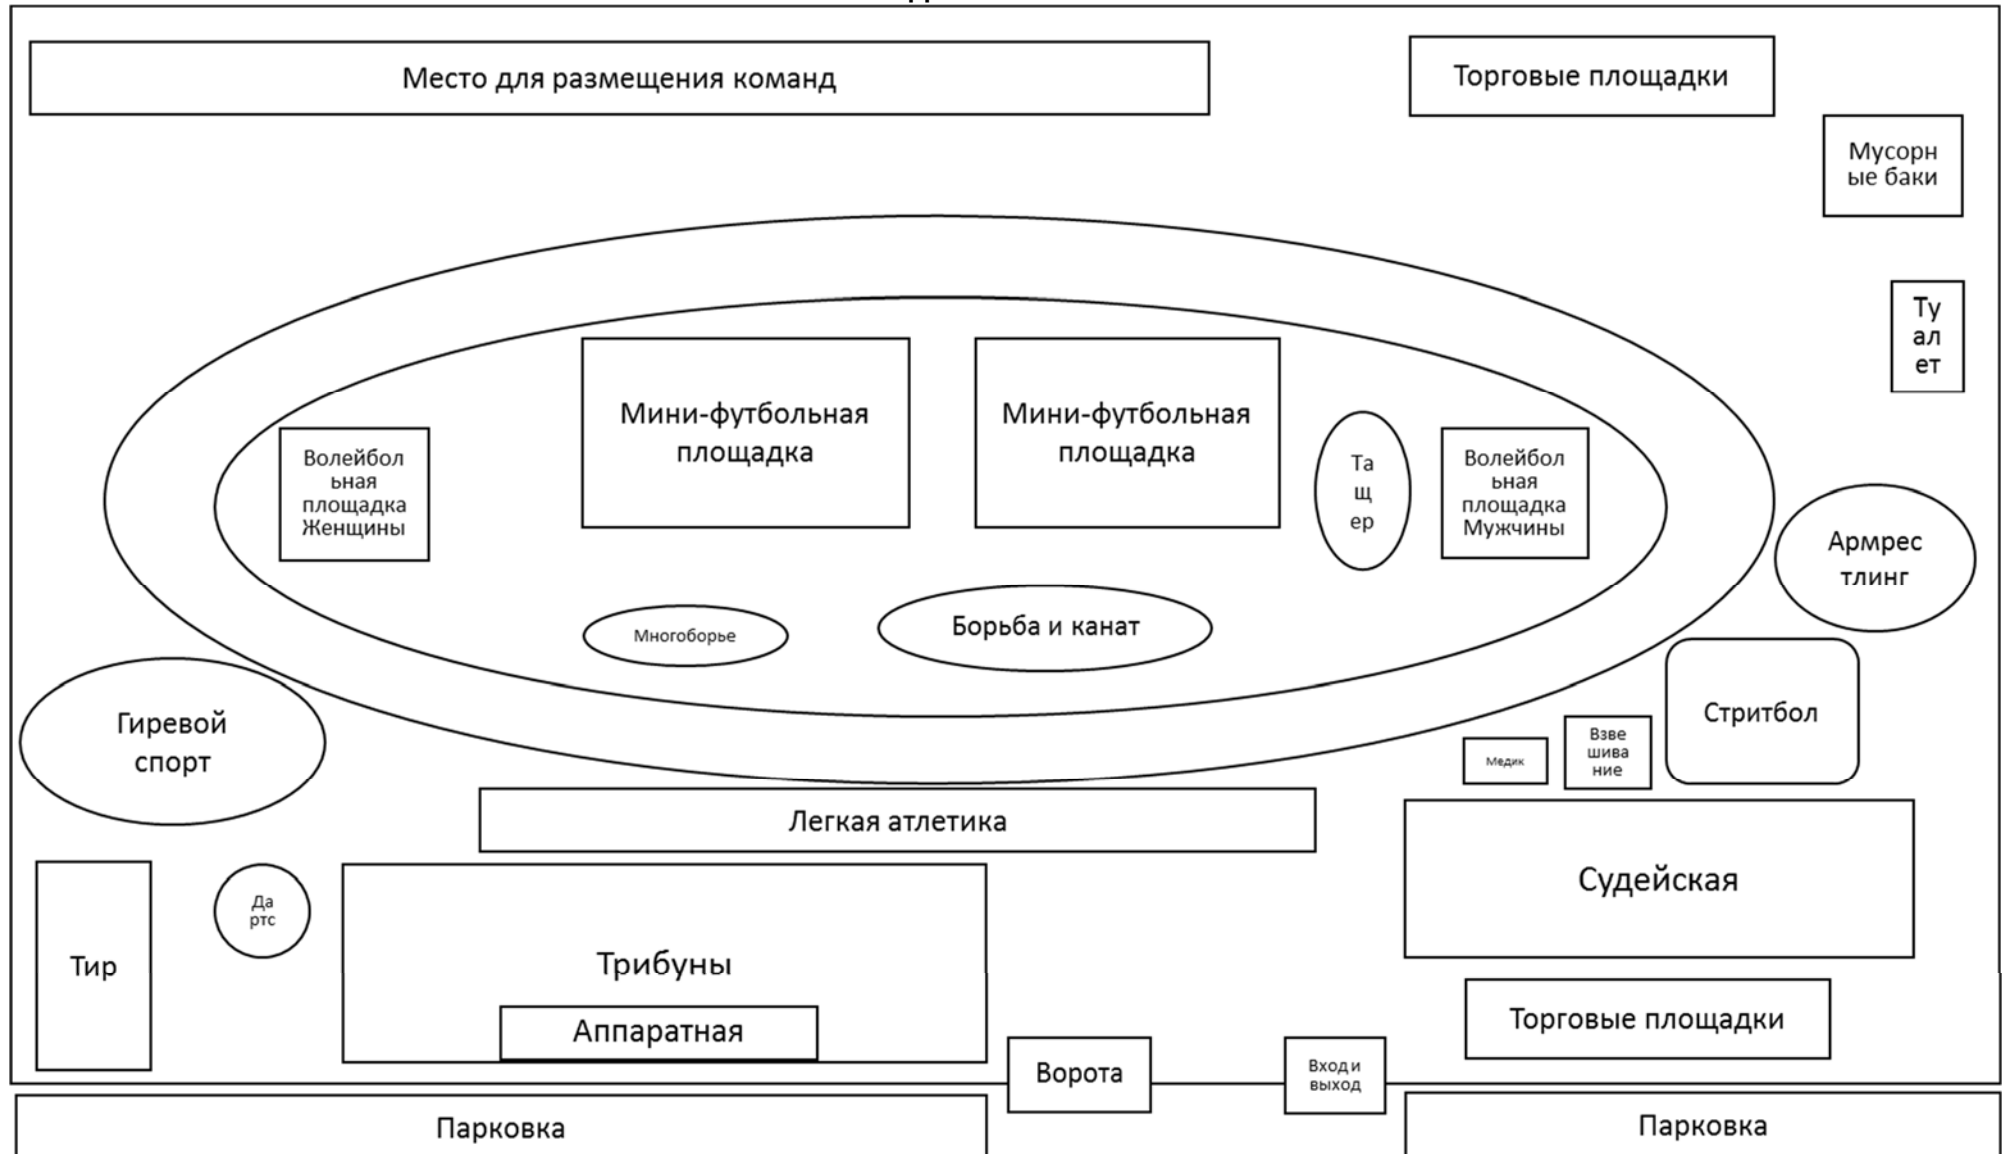 Место для размещения команд
Торговые площадки
Мусорн
ые баки
Ту
ал
ет
Мини-футбольная
площадка
Мини-футбольная
площадка
Волейбол
ьная
площадка
Женщины
Та
щ
ер
Волейбол
ьная
площадка
Мужчины
Армрес
тлинг
Многоборье
Борьба и канат
Гиревой
спорт
Стритбол
Медик
Взве
шива
ние
Легкая атлетика
Судейская
Да
ртс
Тир
Трибуны
Аппаратная
Торговые площадки
Ворота
Вход и
выход
Парковка
Парковка